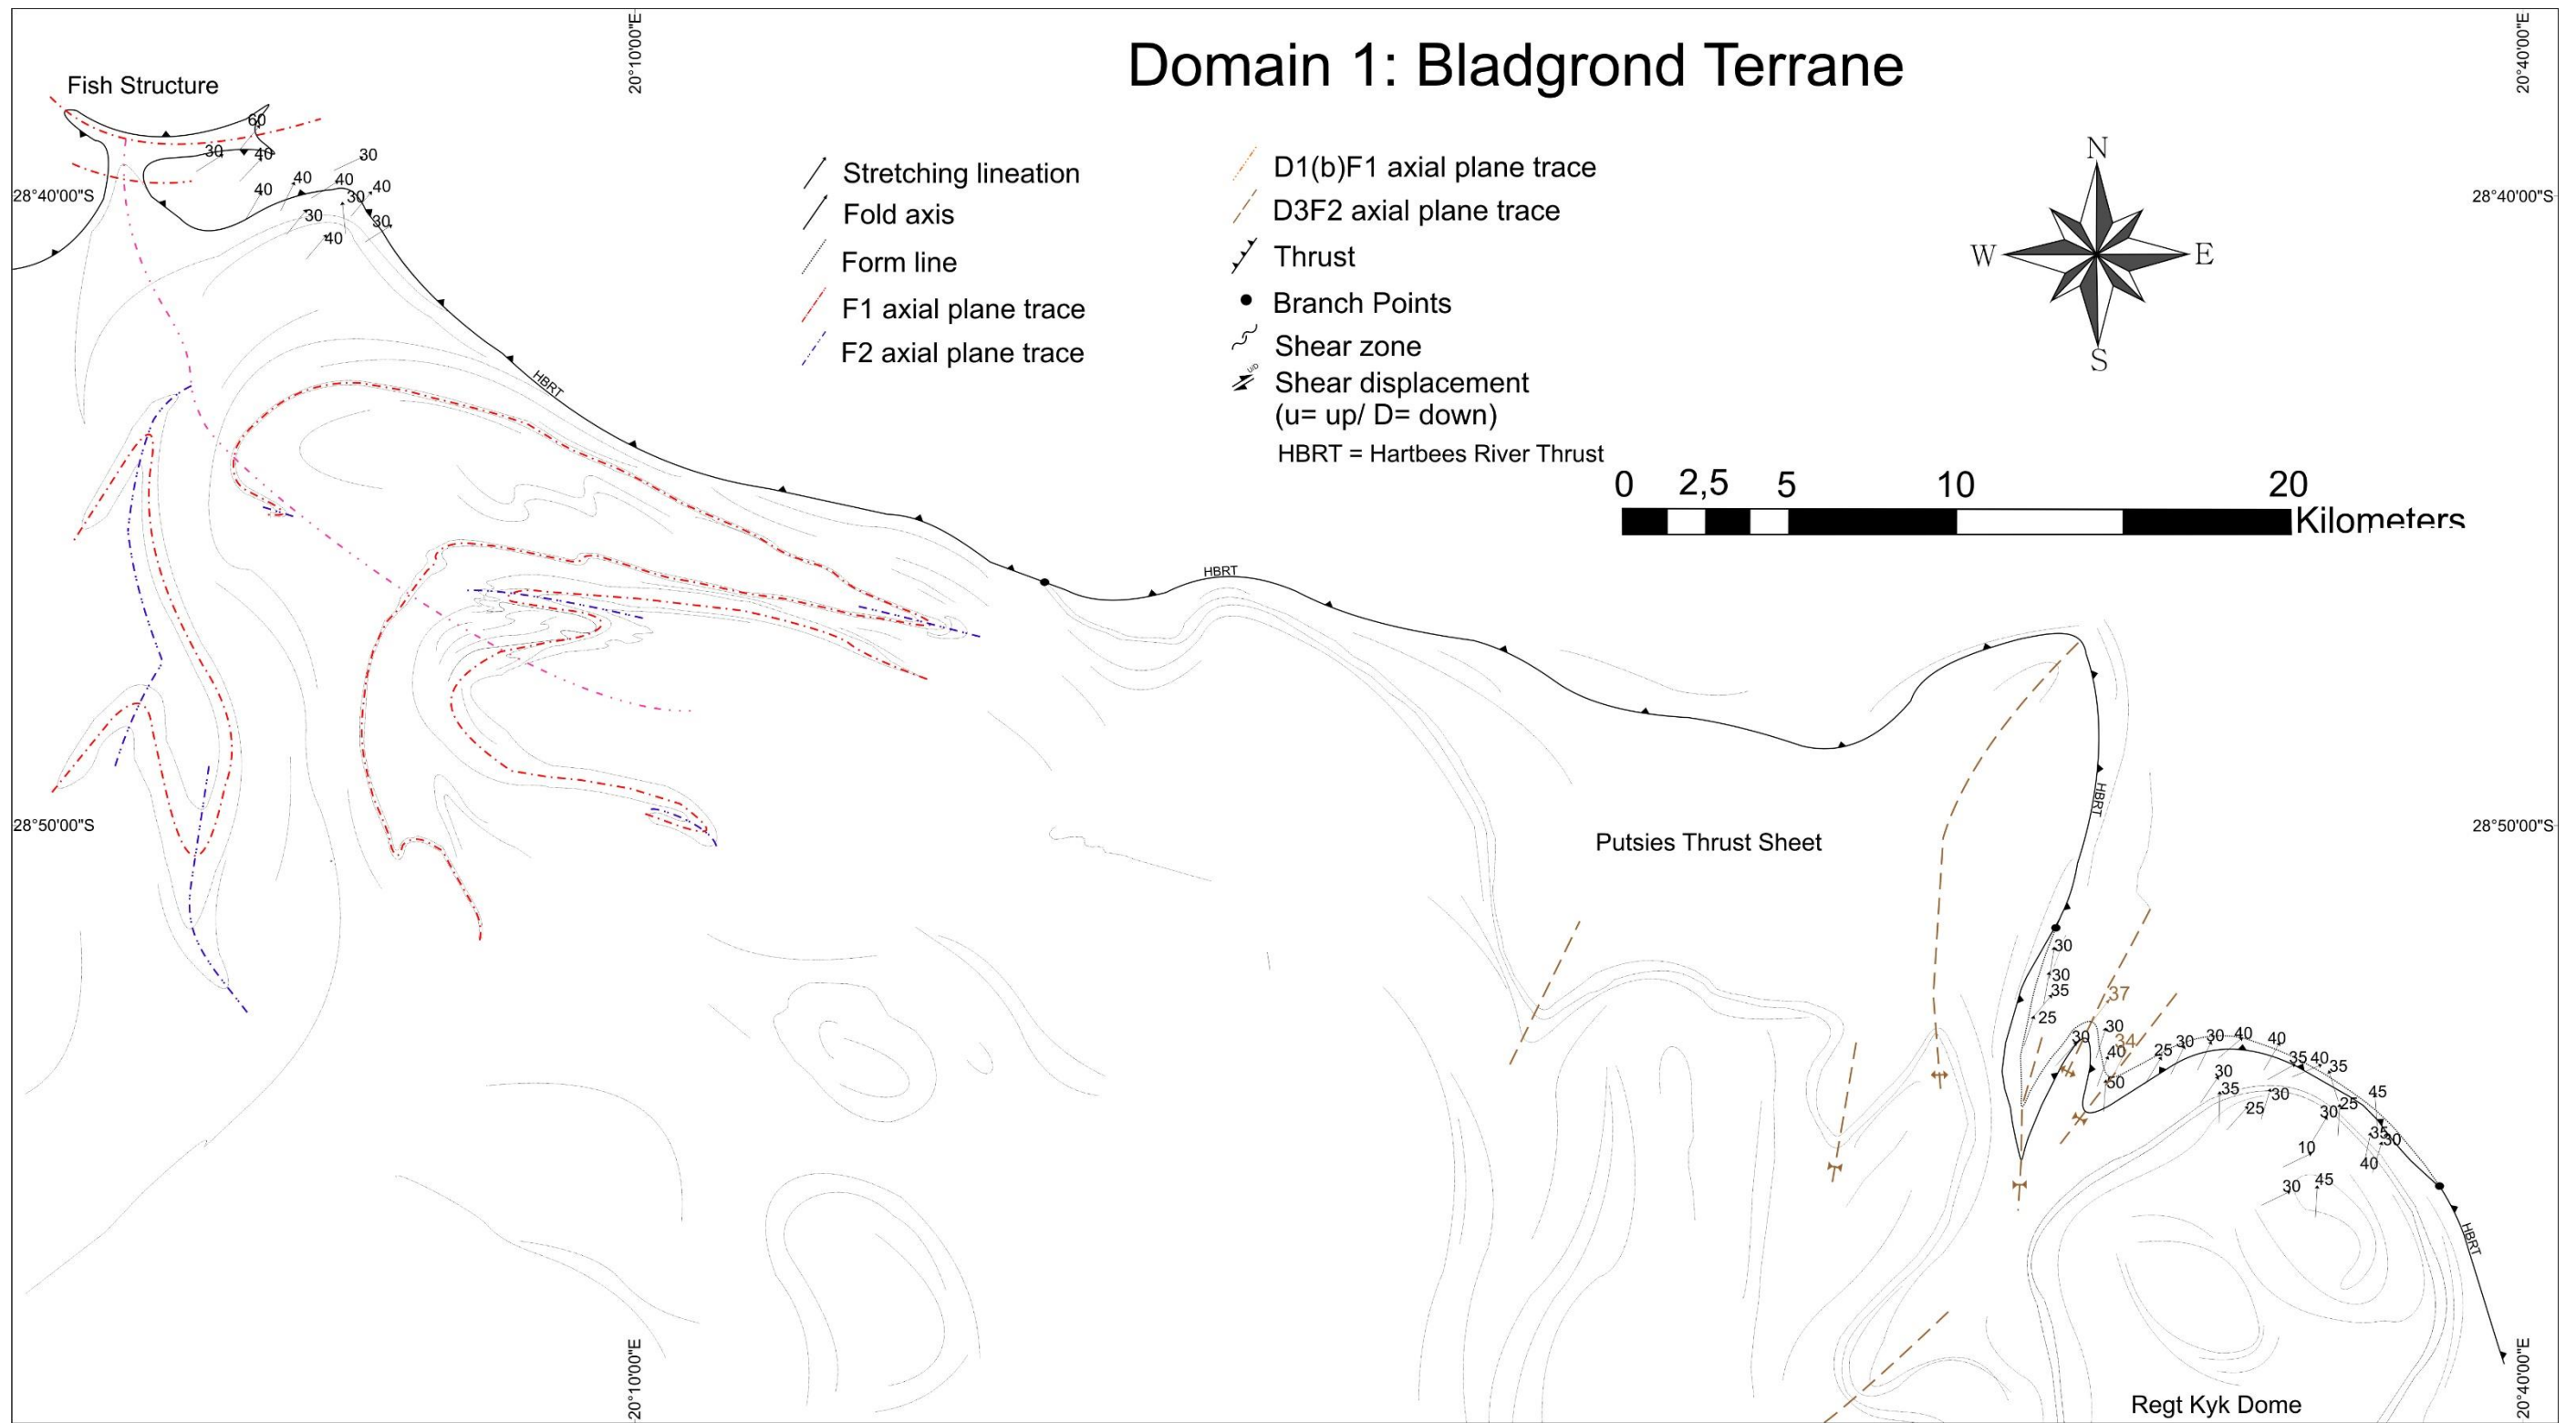 Domain 1: Bladgrond Terrane
20°10'00"E
20°40'00"E
Fish Structure
60
30
40
30
40
40
40
40
30
30
30
40
28°40'00"S
28°40'00"S
Stretching lineation
Fold axis
Form line
F1 axial plane trace
F2 axial plane trace
D1(b)F1 axial plane trace
D3F2 axial plane trace
Thrust
Branch Points
Shear zone
U/D
Shear displacement
(u= up/ D= down)
HBRT = Hartbees River Thrust
N
W
E
S
0
2,5
5
10
20
Kilometers
HBRT
HBRT
HBRT
28°50'00"S
Putsies Thrust Sheet
28°50'00"S
30
30
35
25
37
30
30
34
40
50
25
30
30
40
40
35
40
35
30
35
30
25
45
25
30
35
30
10
40
30
45
HBRT
20°10'00"E
Regt Kyk Dome
20°40'00"E